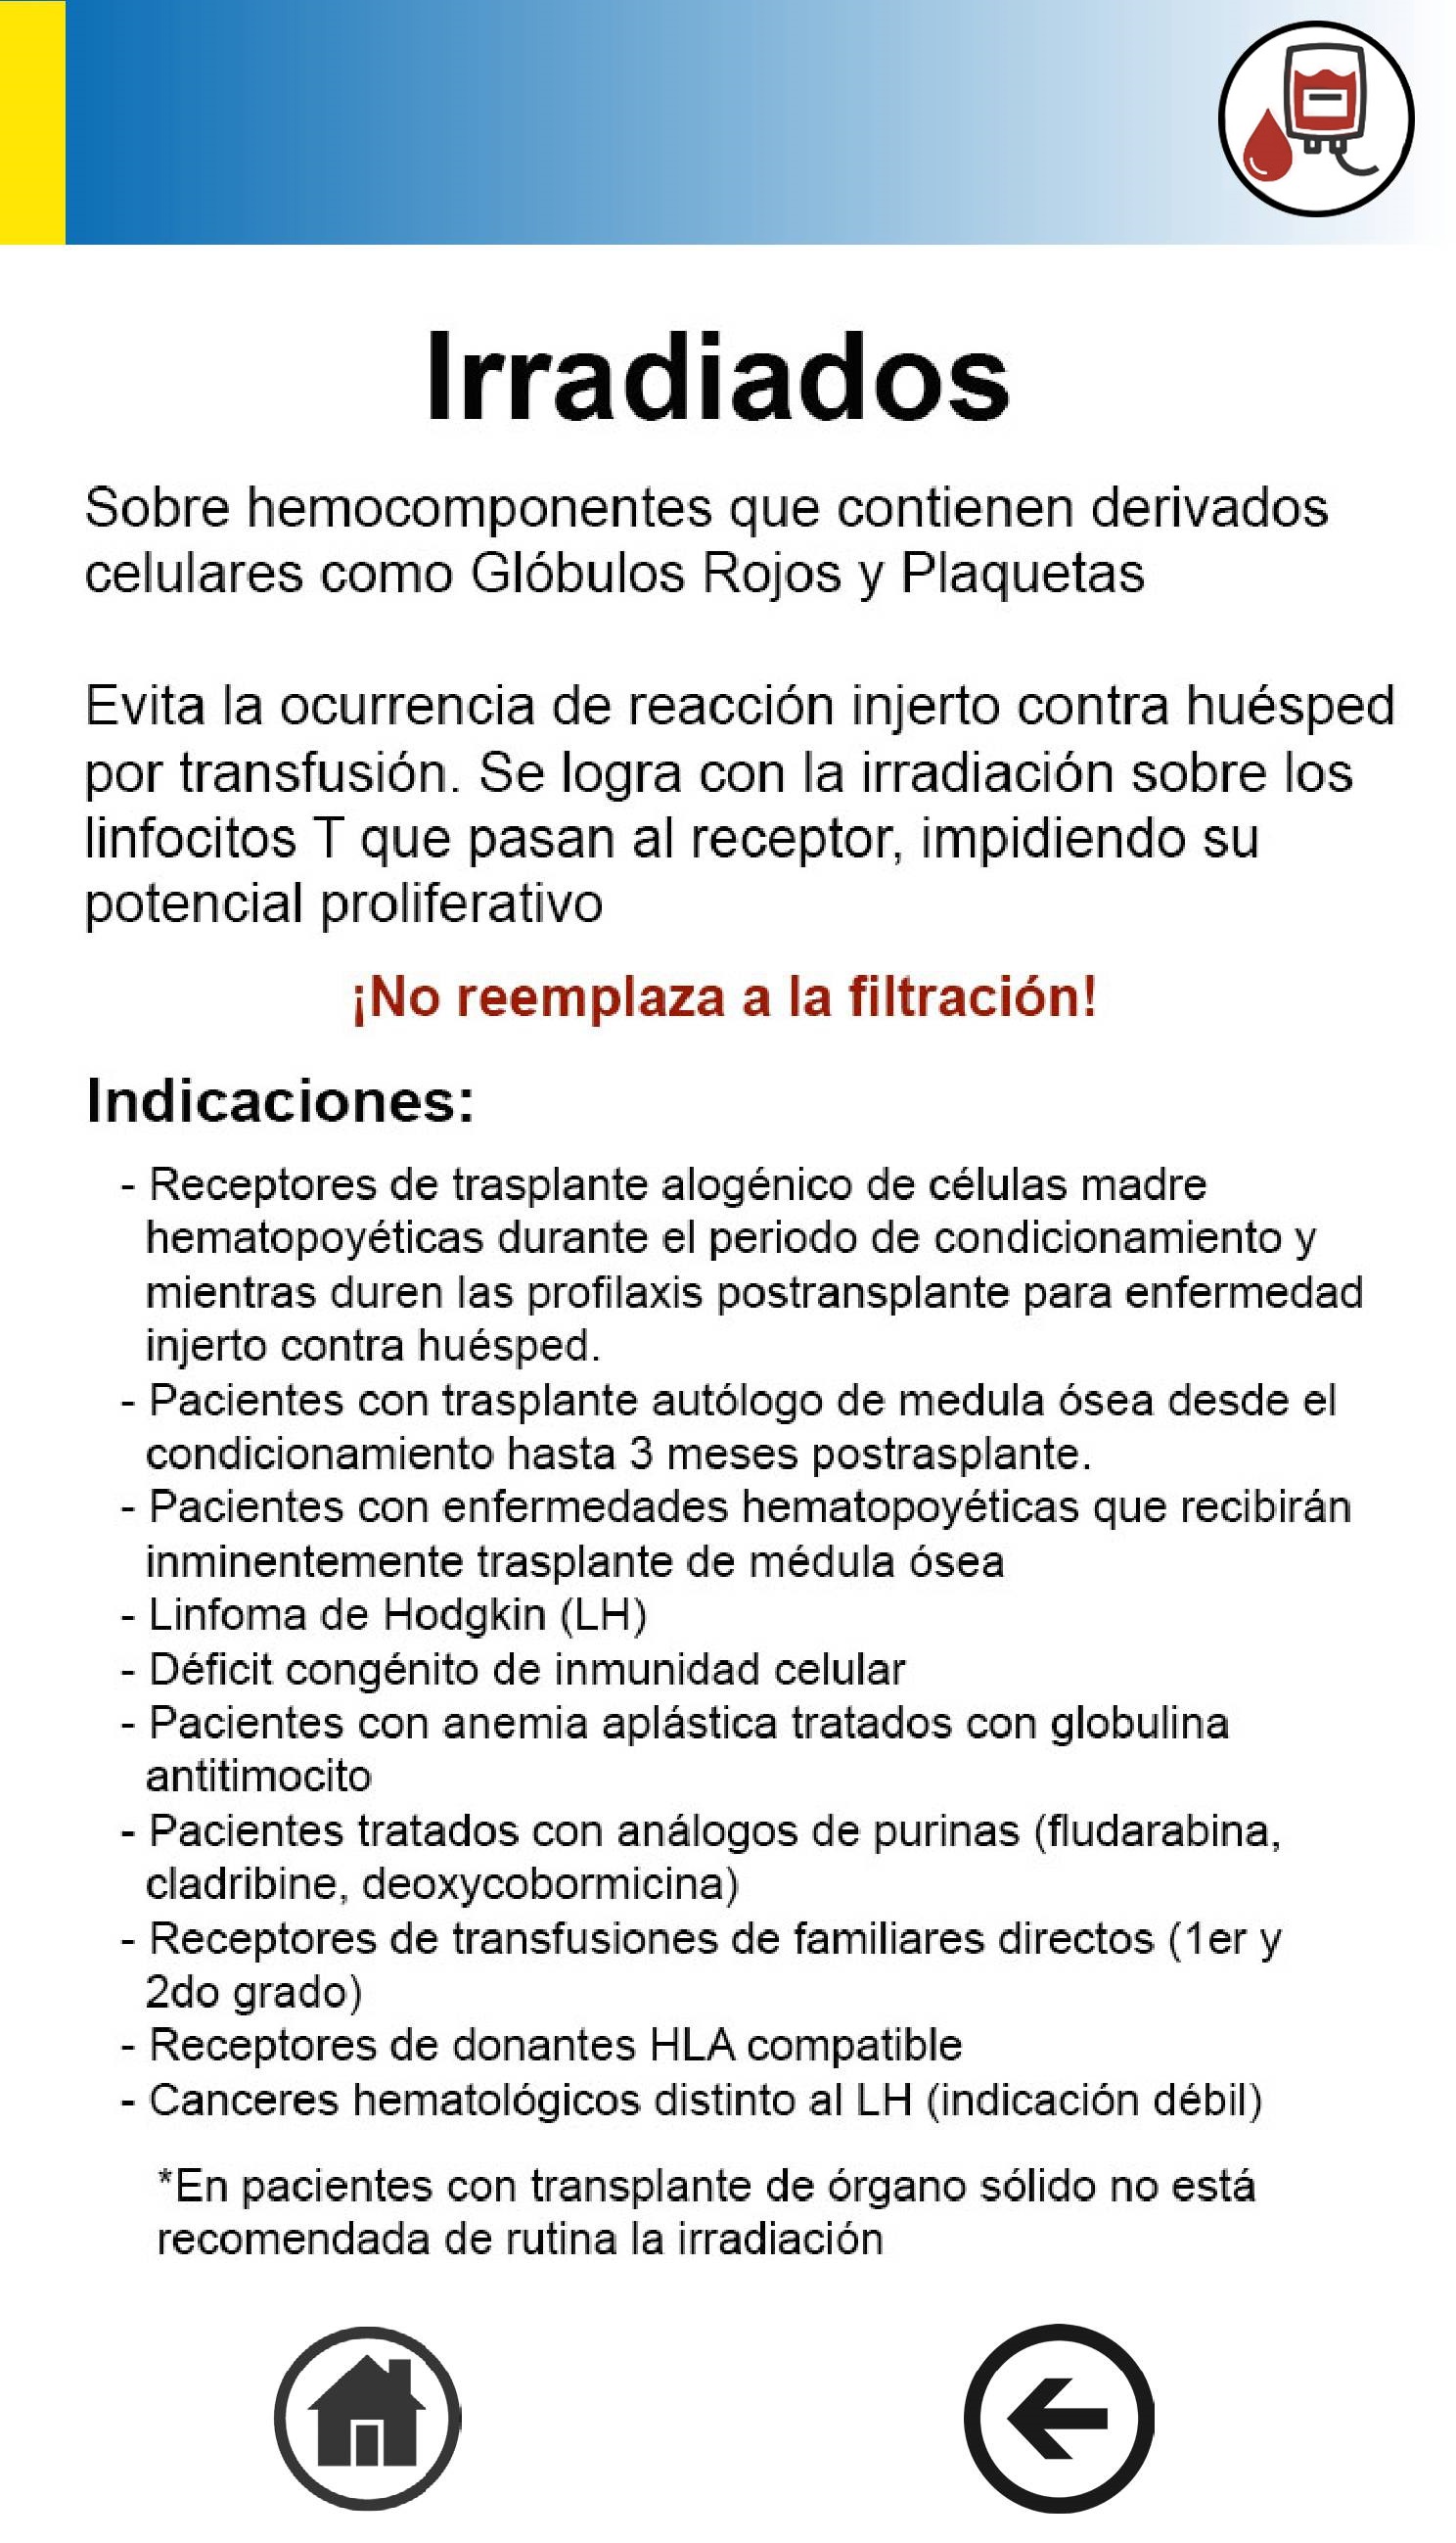 Irradiados
Sobre hemocomponentes que contienen derivados
celulares como Glóbulos Rojos y Plaquetas
Evita la ocurrencia de reacción injerto contra huésped
por transfusión. Se logra con la irradiación sobre los
linfocitos T que pasan al receptor, impidiendo su
potencial proliferativo
¡No reemplaza a la filtración!
Indicaciones:
- Receptores de trasplante alogénico de células madre
hematopoyéticas durante el periodo de condicionamiento y
mientras duren las profilaxis postransplante para enfermedad
injerto contra huésped.
- Pacientes con trasplante autólogo de medula ósea desde el
condicionamiento hasta 3 meses postrasplante.
- Pacientes con enfermedades hematopoyéticas que recibirán
inminentemente trasplante de médula ósea
- Linfoma de Hodgkin (LH)
- Déficit congénito de inmunidad celular
- Pacientes con anemia aplástica tratados con globulina
antitimocito
- Pacientes tratados con análogos de purinas (fludarabina,
cladribine, deoxycobormicina)
- Receptores de transfusiones de familiares directos (1er y
2do grado)
- Receptores de donantes HLA compatible
- Canceres hematológicos distinto al LH (indicación débil)
*En pacientes con transplante de órgano sólido no está
recomendada de rutina la irradiación